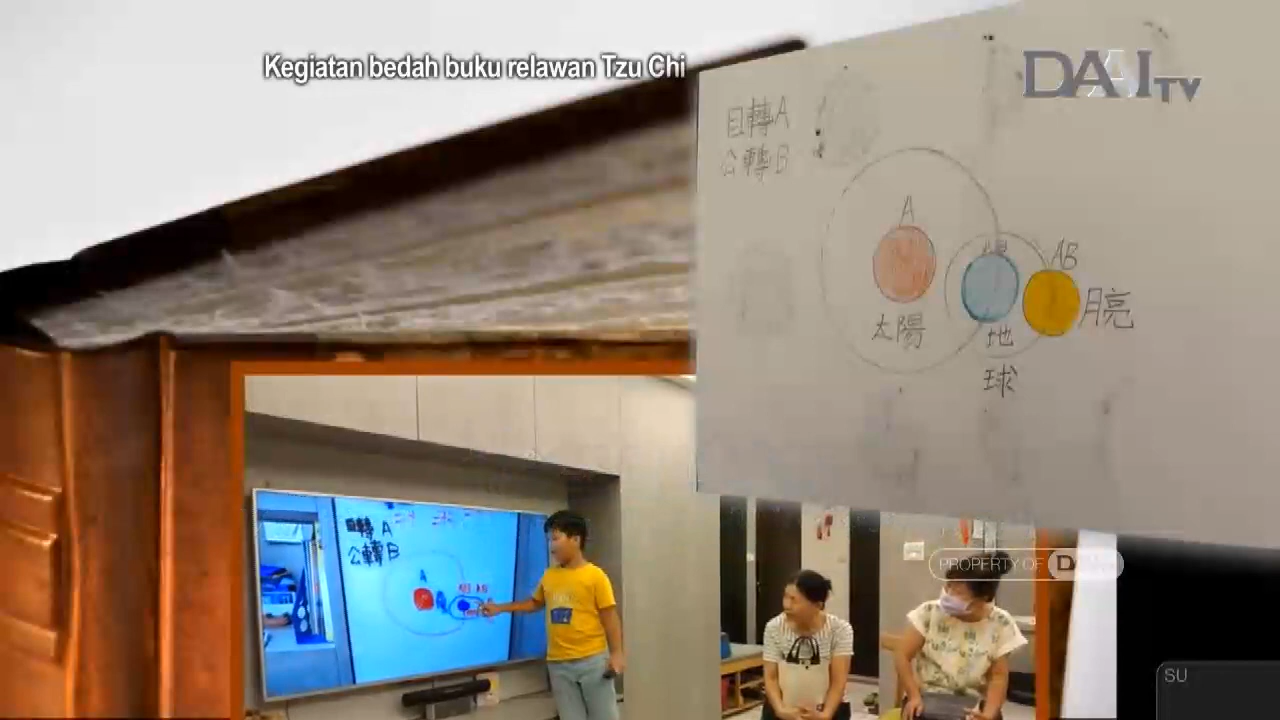 Kegiatan bedah buku relawan Tzu Chi
DAAI TV
自轉A
公轉B
A
AB
太陽
月亮
地
球
自轉 A
公轉 B
A
PROPERTY OF DAAI
SU